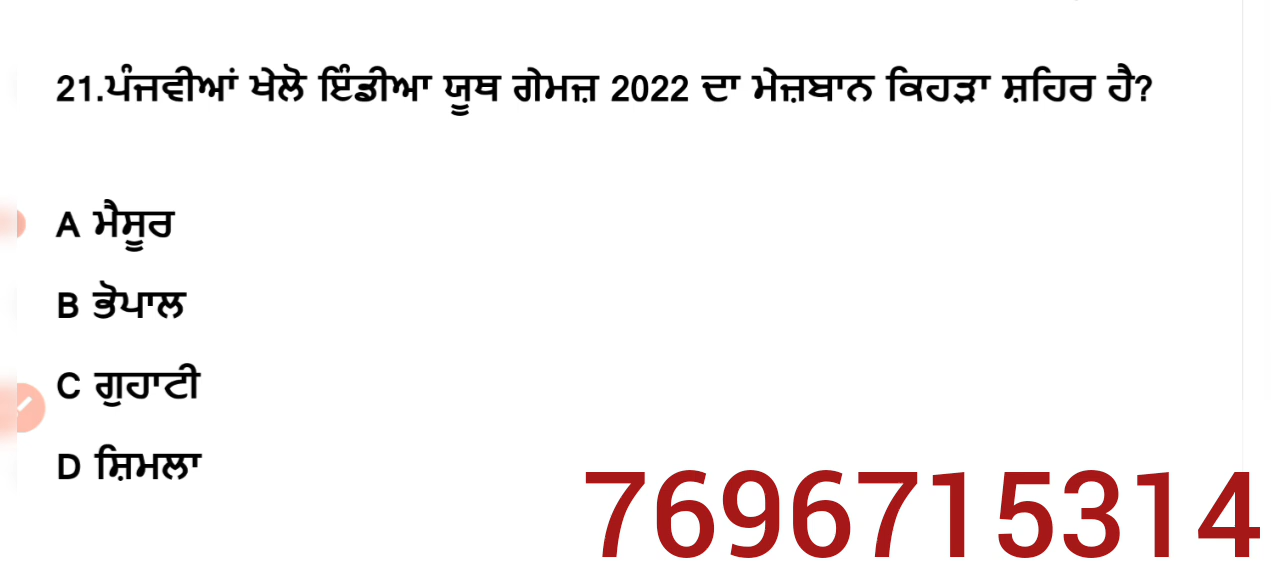 21.ਪੰਜਵੀਆਂ ਖੇਲੋ ਇੰਡੀਆ ਯੂਥ ਗੇਮਜ਼ 2022 ਦਾ ਮੇਜ਼ਬਾਨ ਕਿਹੜਾ ਸ਼ਹਿਰ ਹੈ?
A ਮੈਸੂਰ
B ਭੋਪਾਲ
C ਗੁਹਾਟੀ
D ਸ਼ਿਮਲਾ
7696715314